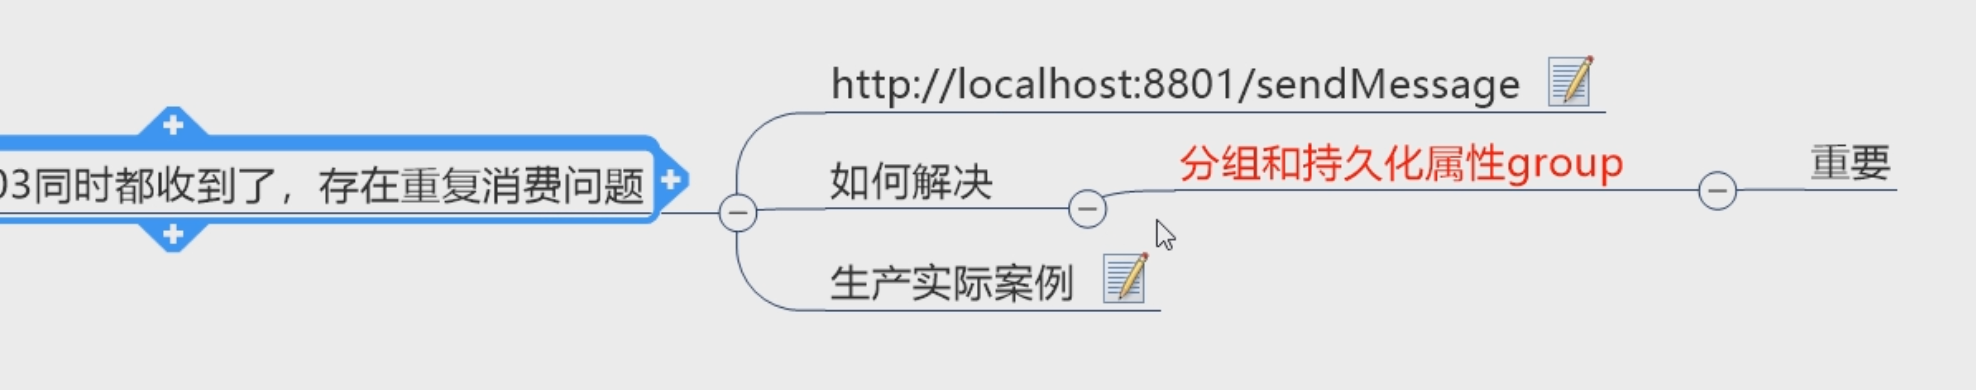 03同时都收到了，存在重复消费问题
http://localhost:8801/sendMessage
如何解决
分组和持久化属性group
重要
生产实际案例